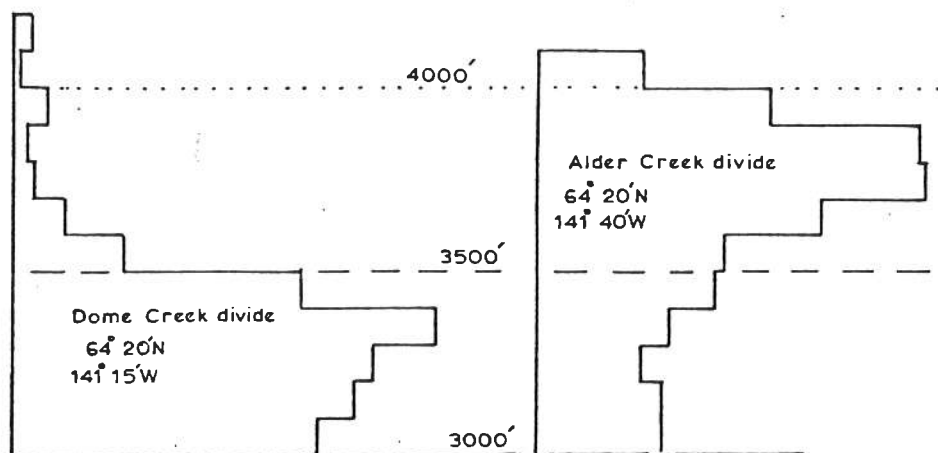 4000′
Alder Creek divide
64° 20′N
141° 40′W
3500′
Dome Creek divide
64° 20′N
141° 15′W
3000′